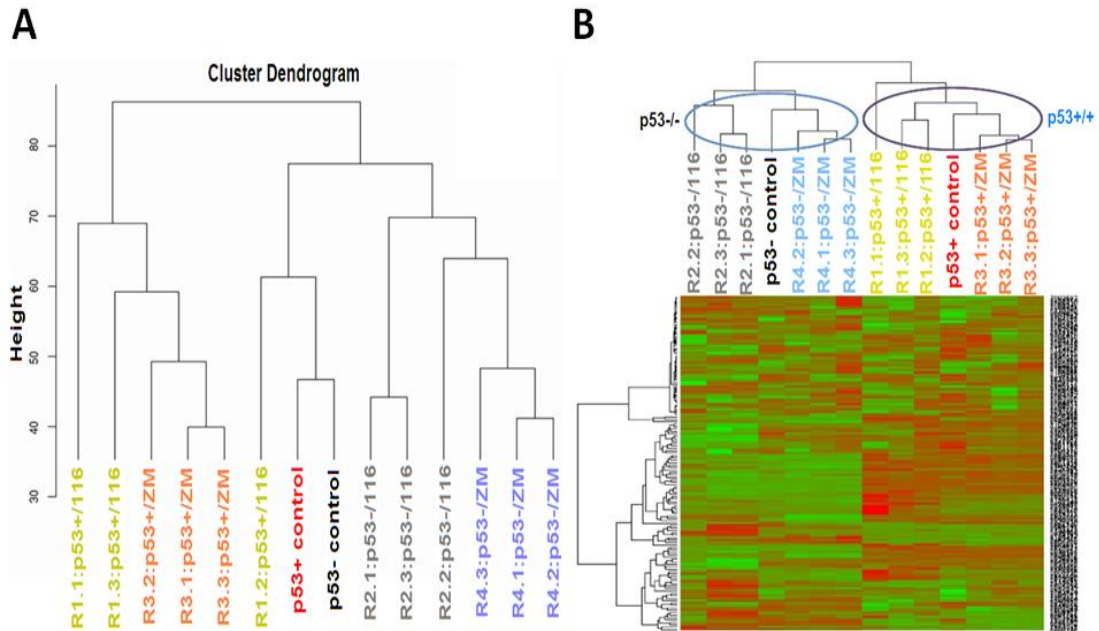 A
Cluster Dendrogram
Height
80
70
60
50
40
30
R1.1:p53+/116
R1.3:p53+/116
R3.2:p53+/ZM
R3.1:p53+/ZM
R3.3:p53+/ZM
R1.2:p53+/116
p53+ control
p53- control
R2.1:p53-/116
R2.3:p53-/116
R2.2:p53-/116
R4.3:p53-/ZM
R4.1:p53-/ZM
R4.2:p53-/ZM
B
p53-/-
p53+/+
R2.2:p53-/116
R2.3:p53-/116
R2.1:p53-/116
p53- control
R4.2:p53-/ZM
R4.1:p53-/ZM
R4.3:p53-/ZM
R1.1:p53+/116
R1.3:p53+/116
R1.2:p53+/116
p53+ control
R3.1:p53+/ZM
R3.2:p53+/ZM
R3.3:p53+/ZM